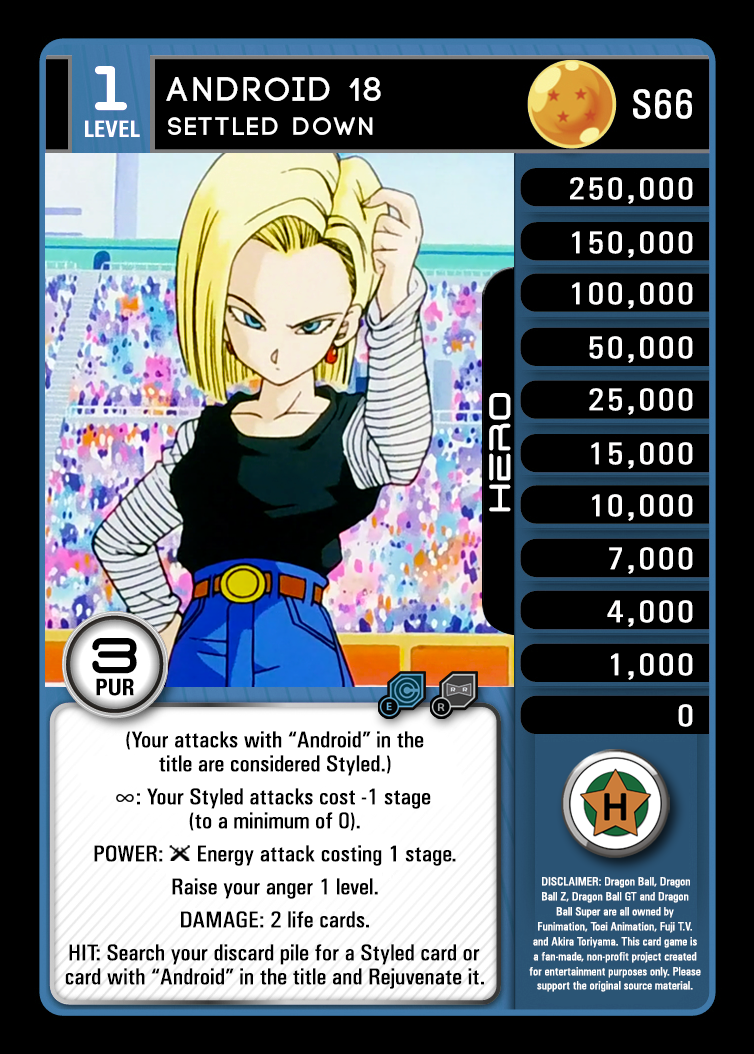 1
LEVEL
ANDROID 18
SETTLED DOWN
S66
250,000
150,000
100,000
50,000
25,000
15,000
10,000
7,000
4,000
1,000
0
HERO
3
PUR
E
R
R R
(Your attacks with “Android” in the
title are considered Styled.)
∞: Your Styled attacks cost -1 stage
(to a minimum of 0).
POWER: Energy attack costing 1 stage.
Raise your anger 1 level.
DAMAGE: 2 life cards.
HIT: Search your discard pile for a Styled card or
card with “Android” in the title and Rejuvenate it.
H
DISCLAIMER: Dragon Ball, Dragon
Ball Z, Dragon Ball GT and Dragon
Ball Super are all owned by
Funimation, Toei Animation, Fuji T.V.
and Akira Toriyama. This card game is
a fan-made, non-profit project created
for entertainment purposes only. Please
support the original source material.